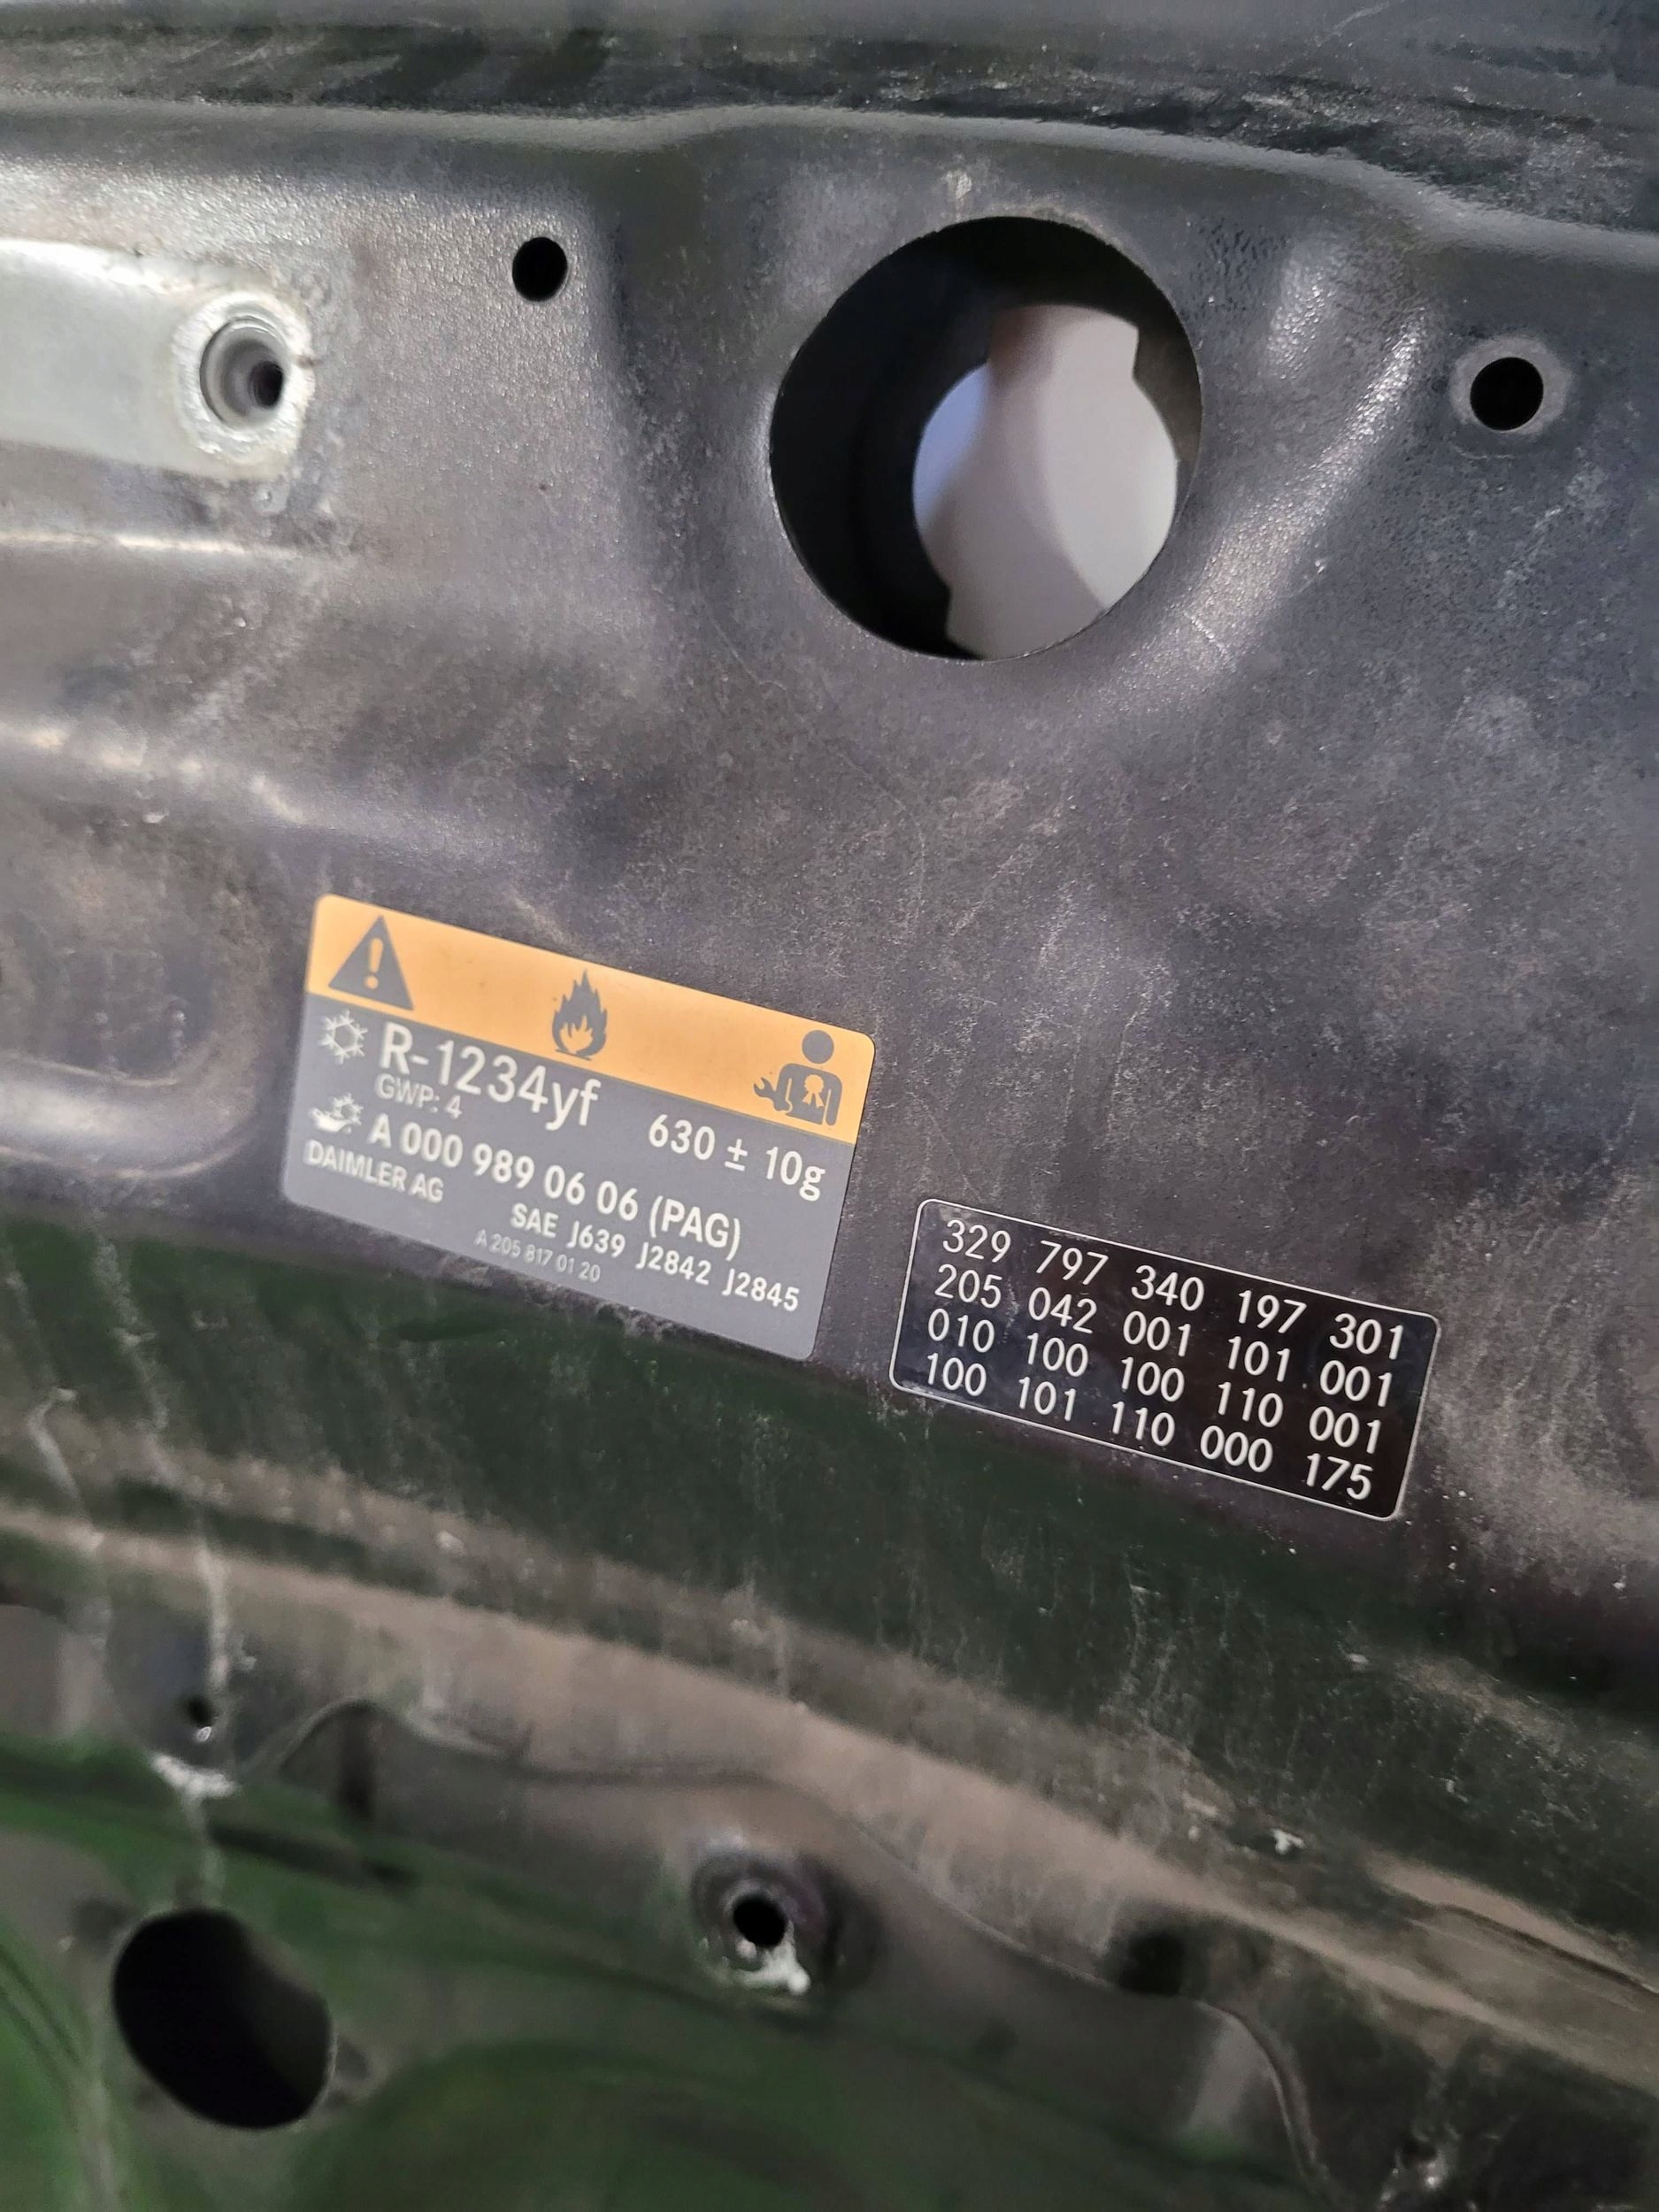 R-1234yf 630 ± 10g
GWP: 4
A 000 989 06 06 (PAG)
DAIMLER AG SAE J639 J2842 J2845
A 205 817 01 20
329 797 340 197 301
205 042 001 101 001
010 100 100 110 001
100 101 110 000 175